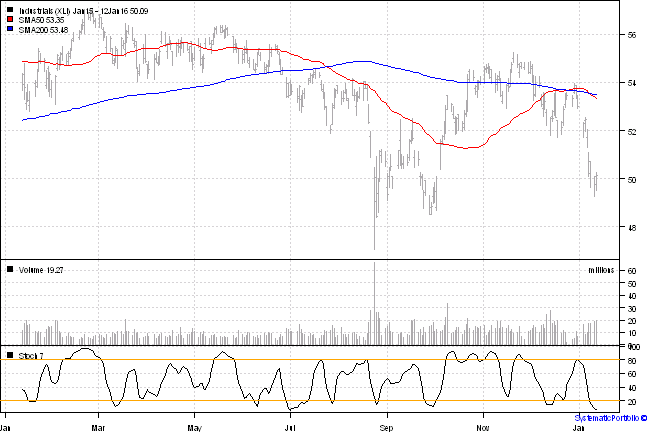 Industrials (XLI) Jan15 - 12Jan16 50.09
SMA50 53.35
SMA200 53.48
56
54
52
50
48
Volume 19.27
millions
60
50
40
30
20
10
0
Stoch 7
100
80
60
40
20
Jan
Mar
May
Jul
Sep
Nov
Jan
SystematicPortfolio ©